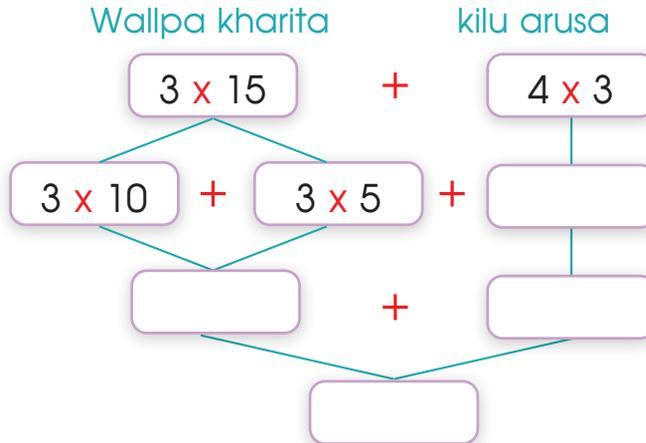 Wallpa kharita kilu arusa
3 x 15 + 4 x 3
3 x 10 + 3 x 5 +
+